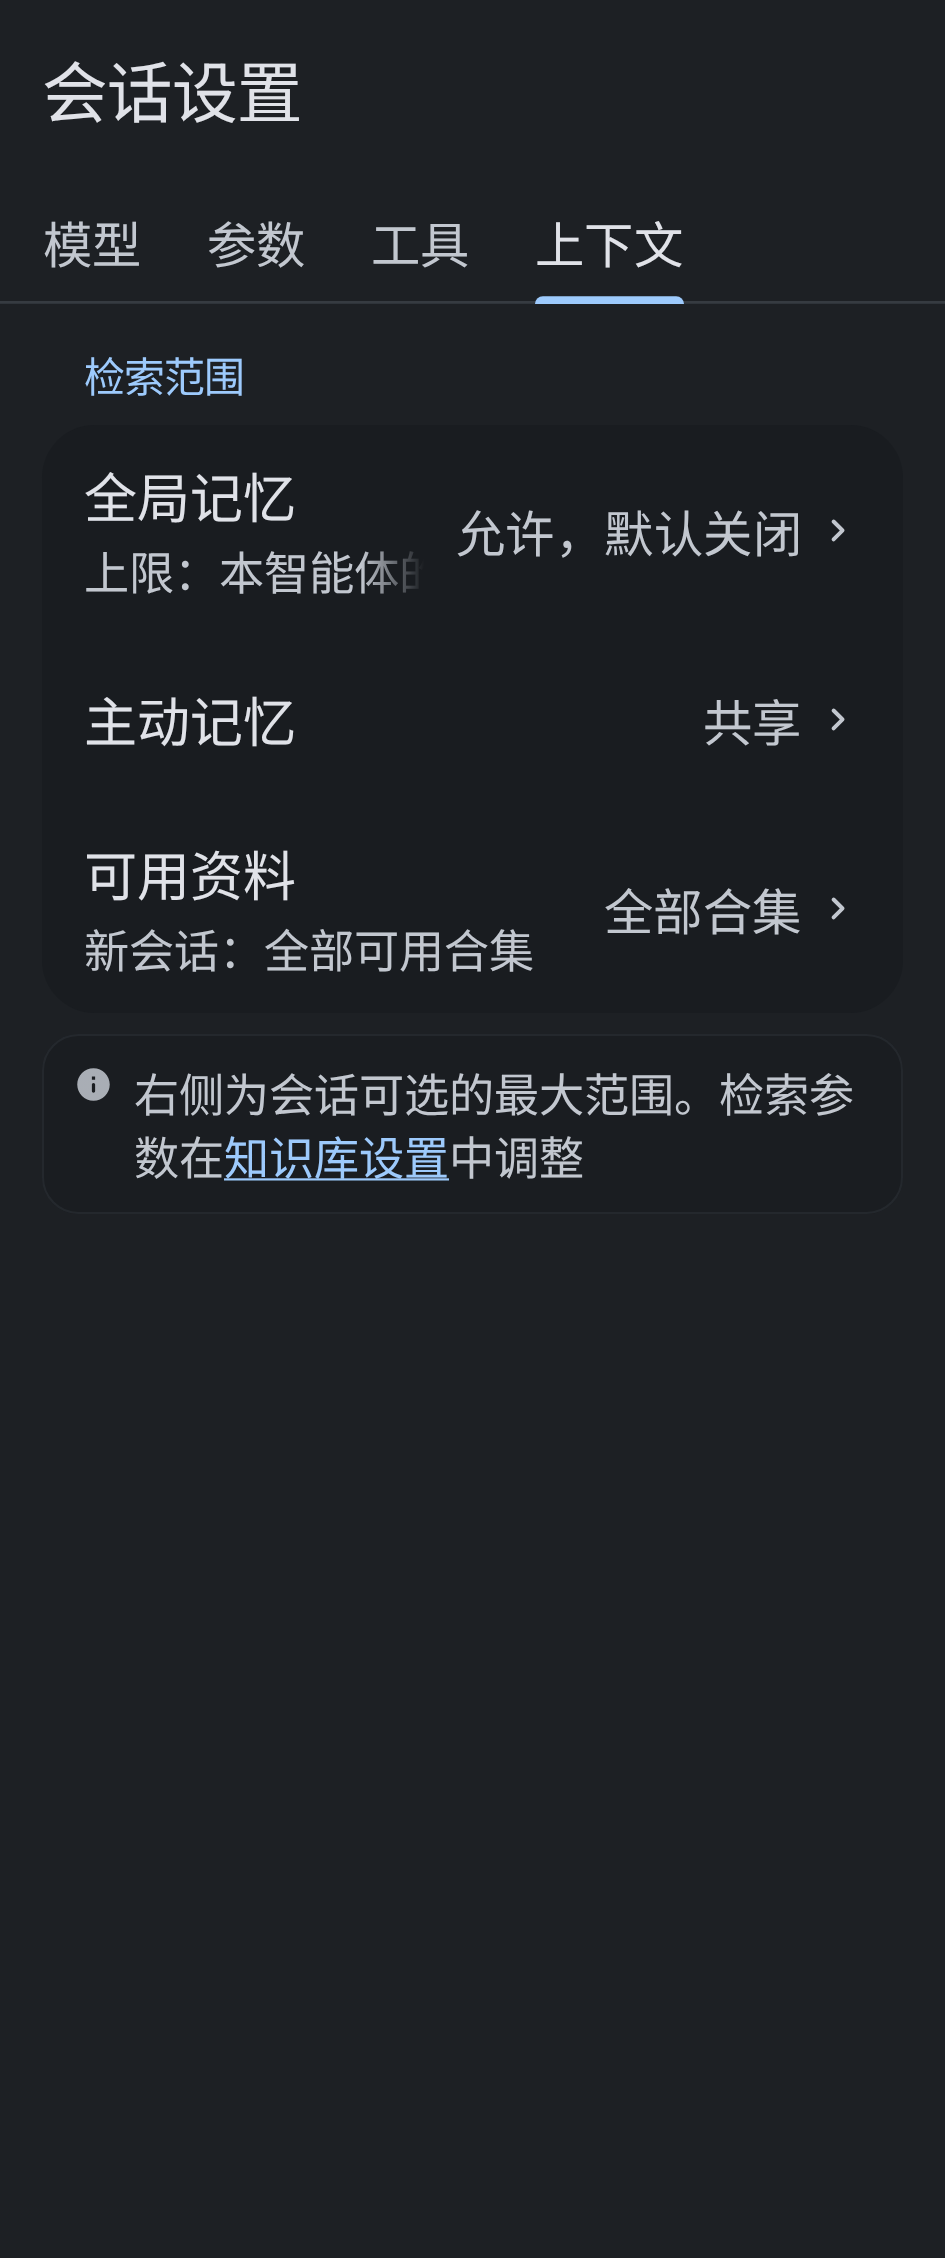 会话设置
模型 参数 工具 上下文
检索范围
全局记忆
上限：本智能体的
允许，默认关闭
主动记忆
共享
可用资料
新会话：全部可用合集
全部合集
右侧为会话可选的最大范围。检索参
数在知识库设置中调整